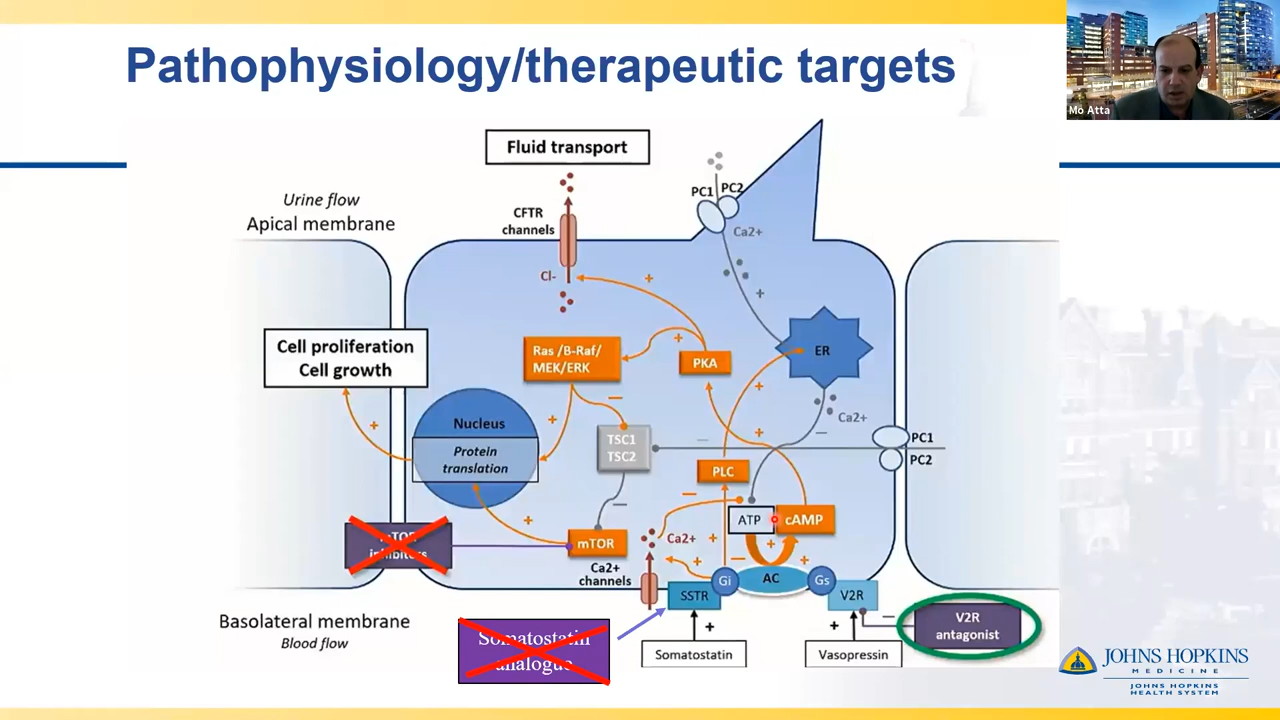 Pathophysiology/therapeutic targets
Mo Atta
Fluid transport
Urine flow
Apical membrane
CFTR
channels
Cl-
+
PC1
PC2
Ca2+
+
Cell proliferation
Cell growth
Ras /B-Raf/
MEK/ERK
+
PKA
ER
+
Ca2+
Nucleus
Protein
translation
+
+
−
TSC1
TSC2
−
+
−
PC1
PC2
PLC
−
ATP
cAMP
mTOR
inhibitors
+
mTOR
−
Ca2+
channels
Ca2+
+
+
−
+
+
Gi
AC
Gs
SSTR
V2R
Basolateral membrane
Blood flow
Somatostatin
analogue
+
Somatostatin
+
Vasopressin
−
V2R
antagonist
JOHNS HOPKINS
MEDICINE
JOHNS HOPKINS
HEALTH SYSTEM